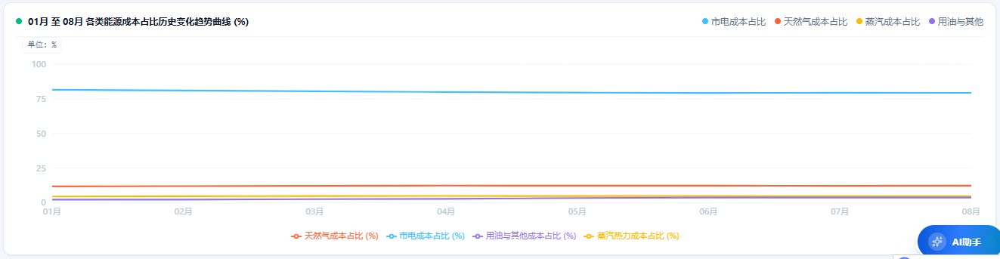 01月 至 08月 各类能源成本占比历史变化趋势曲线 (%)
市电成本占比 天然气成本占比 蒸汽成本占比 用油与其他
单位：%
100
75
50
25
0
01月 02月 03月 04月 05月 06月 07月 08月
天然气成本占比 (%) 市电成本占比 (%) 用油与其他成本占比 (%) 蒸汽热力成本占比 (%)
AI助手